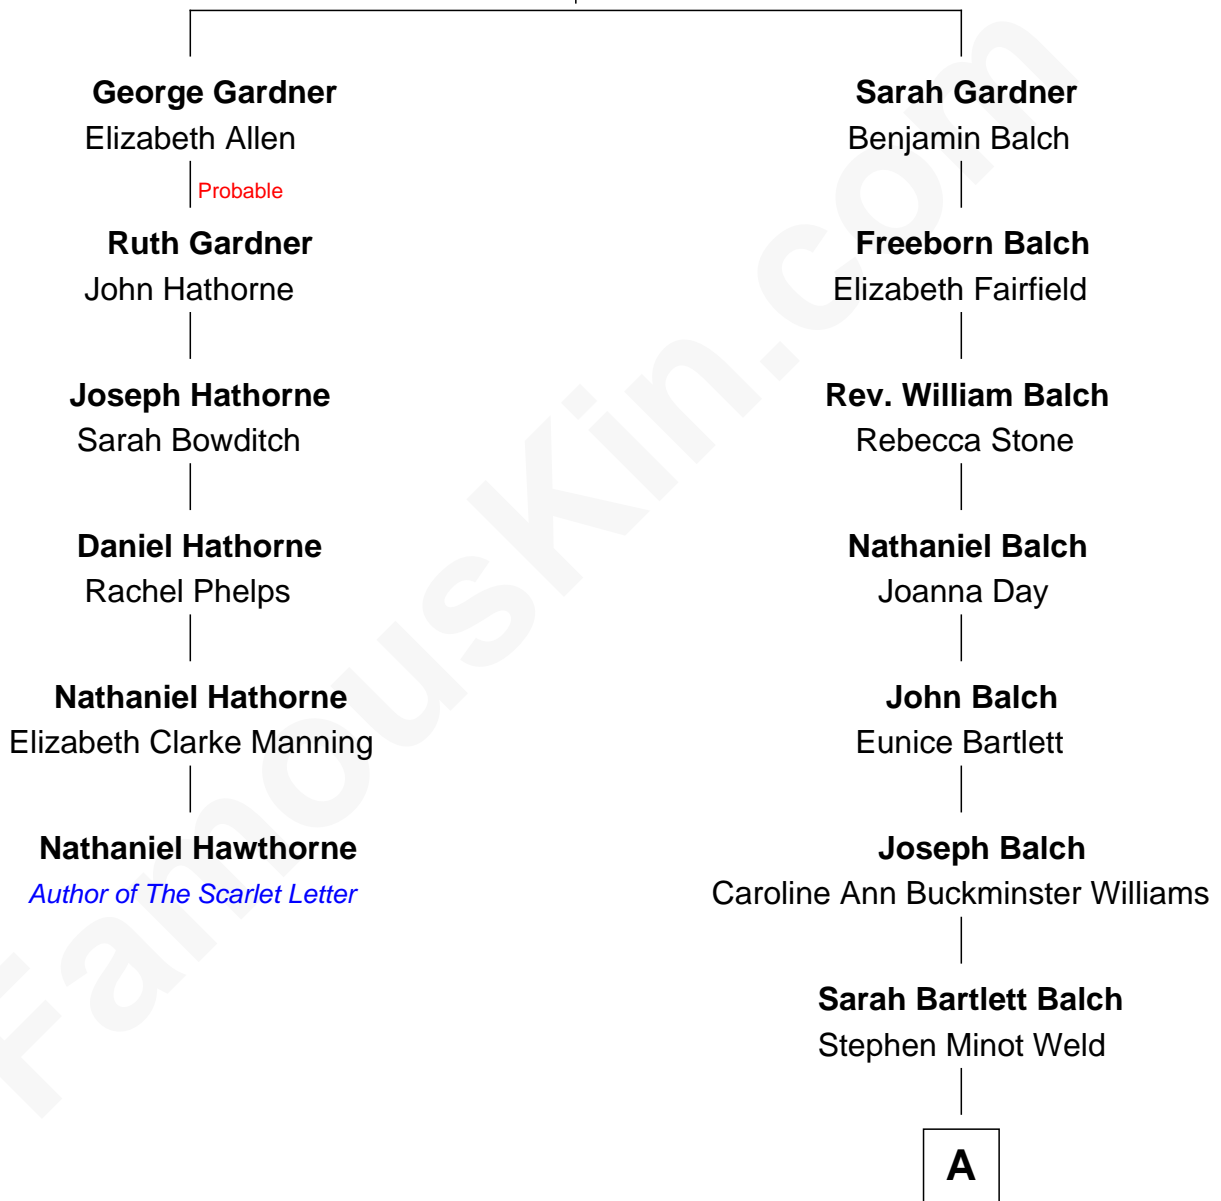 George Gardner
Elizabeth Allen
Probable
Ruth Gardner
John Hathorne
Joseph Hathorne
Sarah Bowditch
Daniel Hathorne
Rachel Phelps
Nathaniel Hathorne
Elizabeth Clarke Manning
Nathaniel Hawthorne
Author of The Scarlet Letter
Sarah Gardner
Benjamin Balch
Freeborn Balch
Elizabeth Fairfield
Rev. William Balch
Rebecca Stone
Nathaniel Balch
Joanna Day
John Balch
Eunice Bartlett
Joseph Balch
Caroline Ann Buckminster Williams
Sarah Bartlett Balch
Stephen Minot Weld
A
FamousKin.com